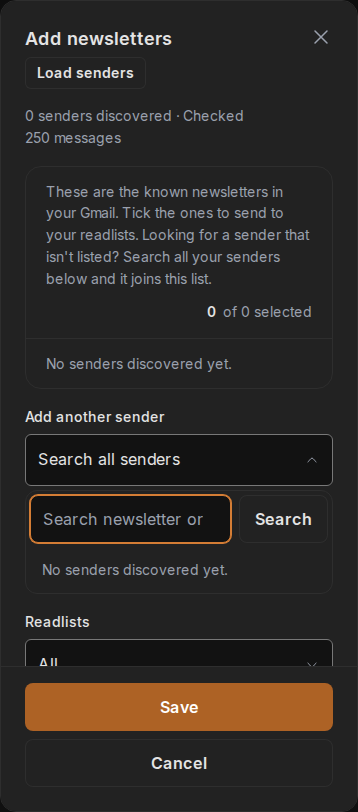 Add newsletters
Load senders
0 senders discovered · Checked
250 messages
These are the known newsletters in
your Gmail. Tick the ones to send to
your readlists. Looking for a sender that
isn't listed? Search all your senders
below and it joins this list.
0 of 0 selected
No senders discovered yet.
Add another sender
Search all senders
Search newsletter or
Search
No senders discovered yet.
Readlists
All
Save
Cancel